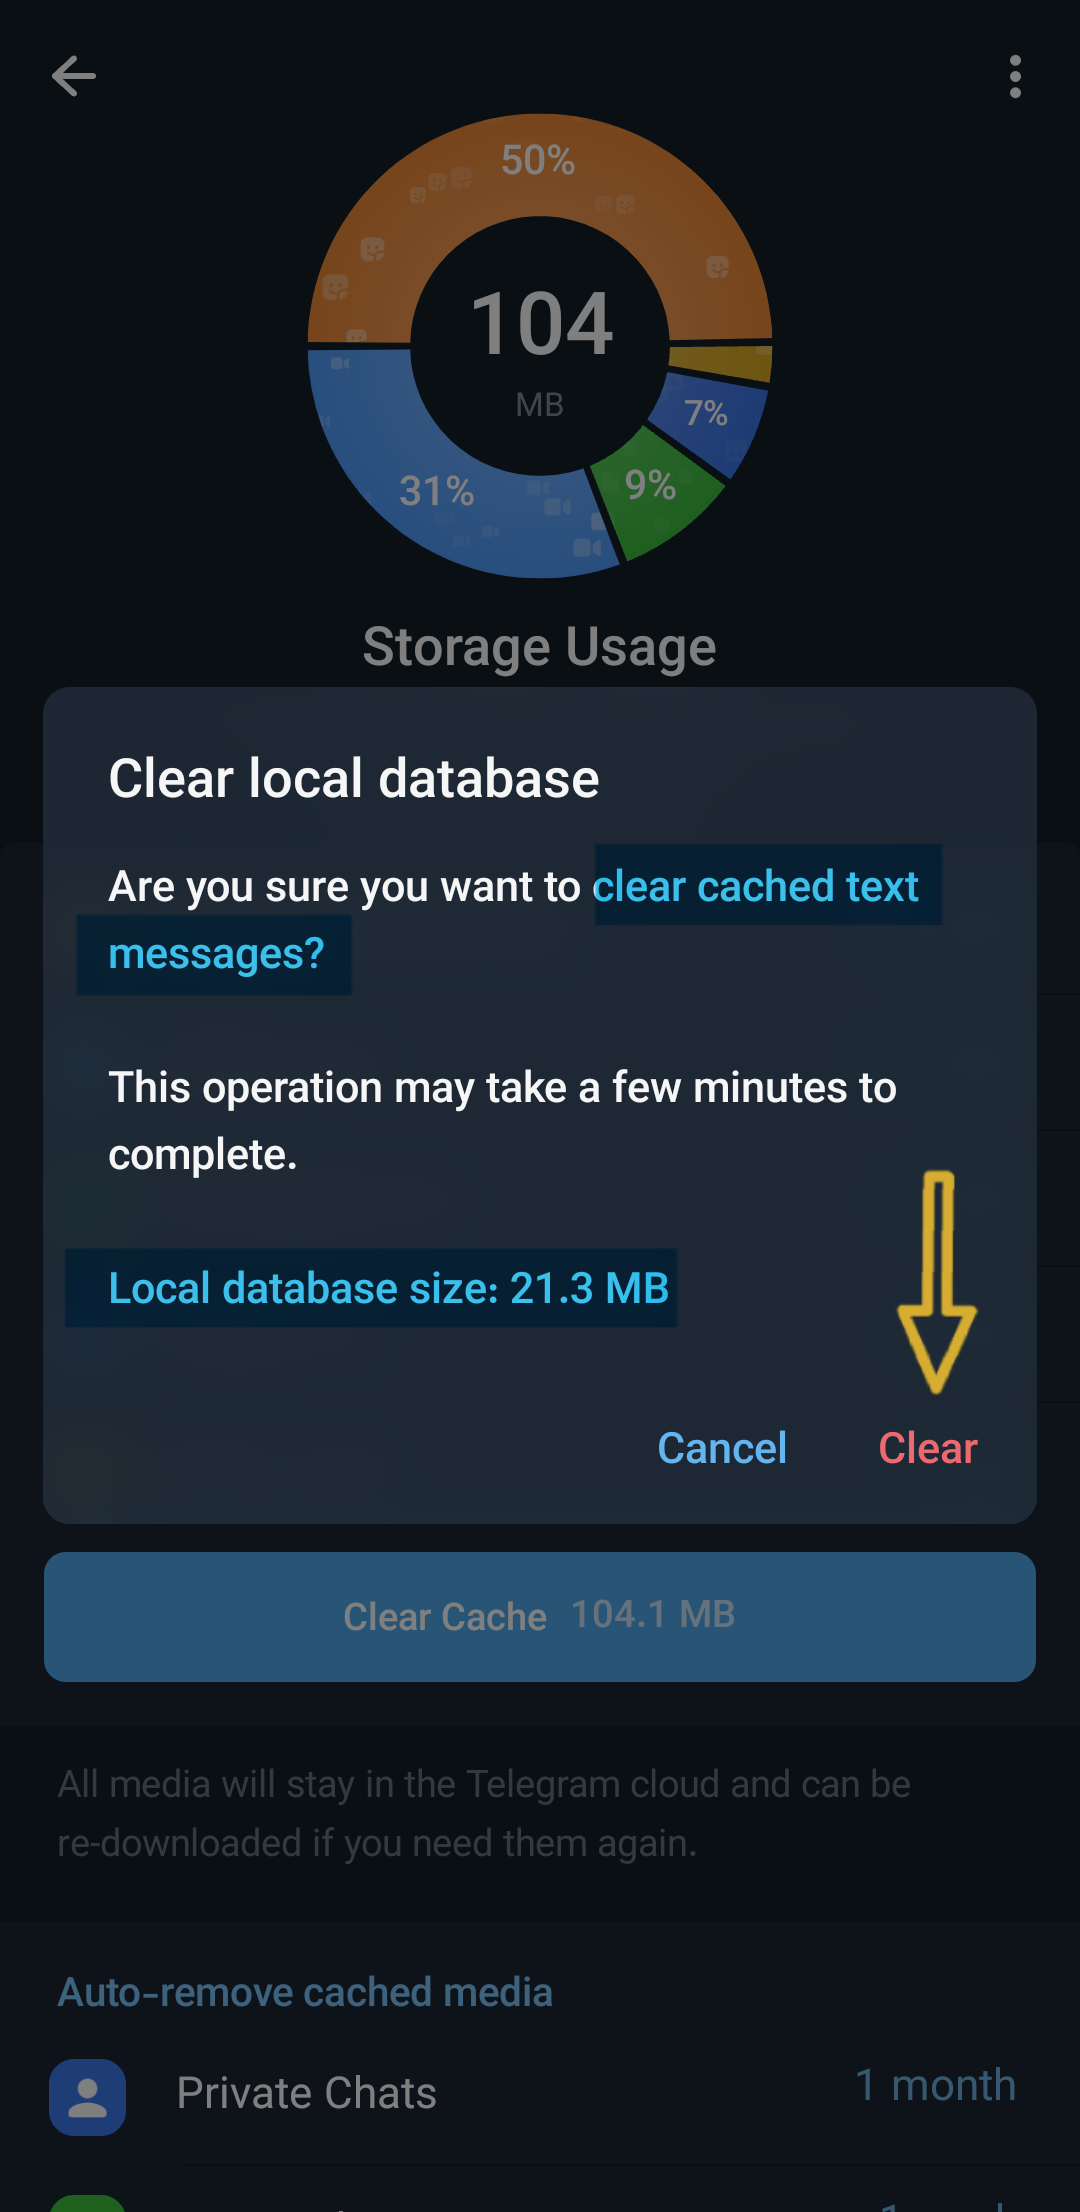 50%
104
MB
7%
9%
31%
Storage Usage
Clear local database
Are you sure you want to clear cached text
messages?
This operation may take a few minutes to
complete.
Local database size: 21.3 MB
Cancel Clear
Clear Cache 104.1 MB
All media will stay in the Telegram cloud and can be
re-downloaded if you need them again.
Auto-remove cached media
Private Chats 1 month